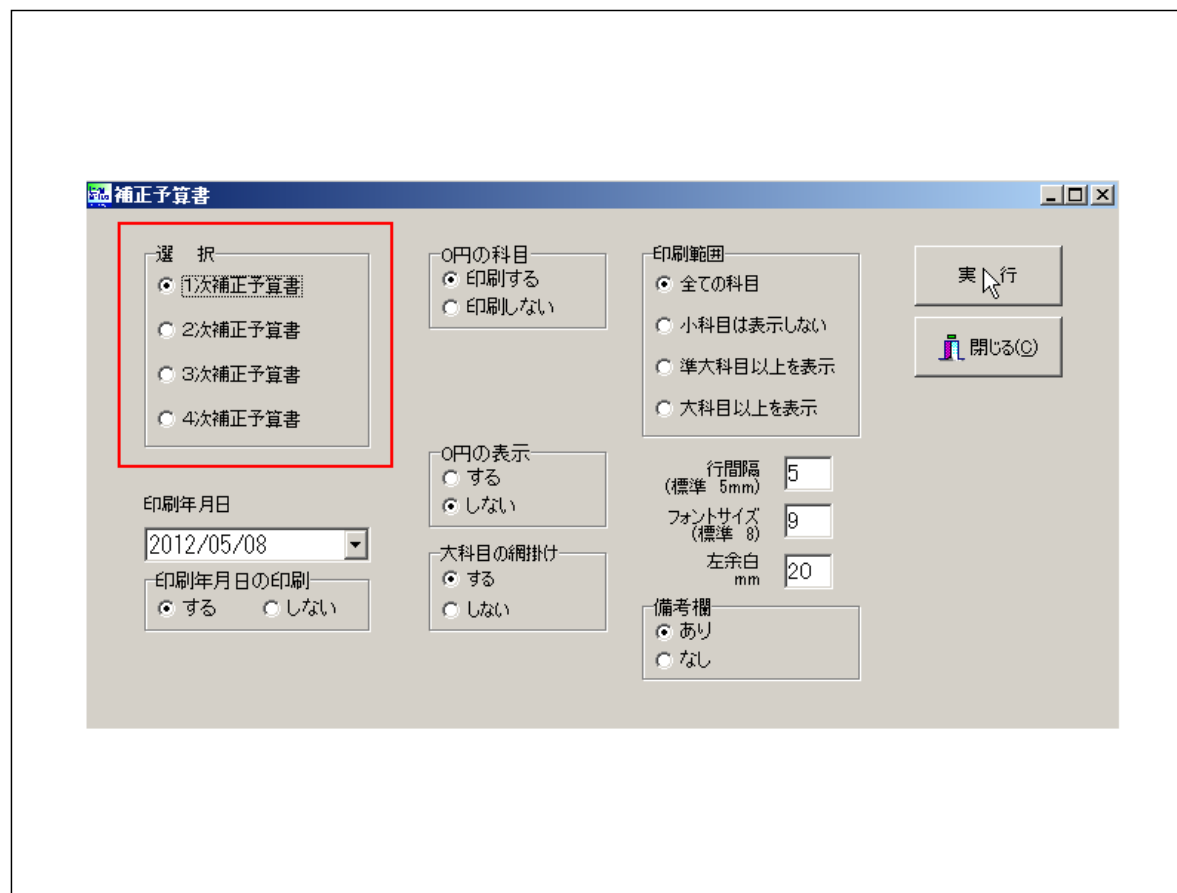 補正予算書
選　択
1次補正予算書
2次補正予算書
3次補正予算書
4次補正予算書
印刷年月日
2012/05/08
印刷年月日の印刷
する　しない
0円の科目
印刷する
印刷しない
0円の表示
する
しない
大科目の網掛け
する
しない
印刷範囲
全ての科目
小科目は表示しない
準大科目以上を表示
大科目以上を表示
行間隔
(標準 5mm)
5
フォントサイズ
(標準 8)
9
左余白
mm
20
備考欄
あり
なし
実　行
閉じる(C)